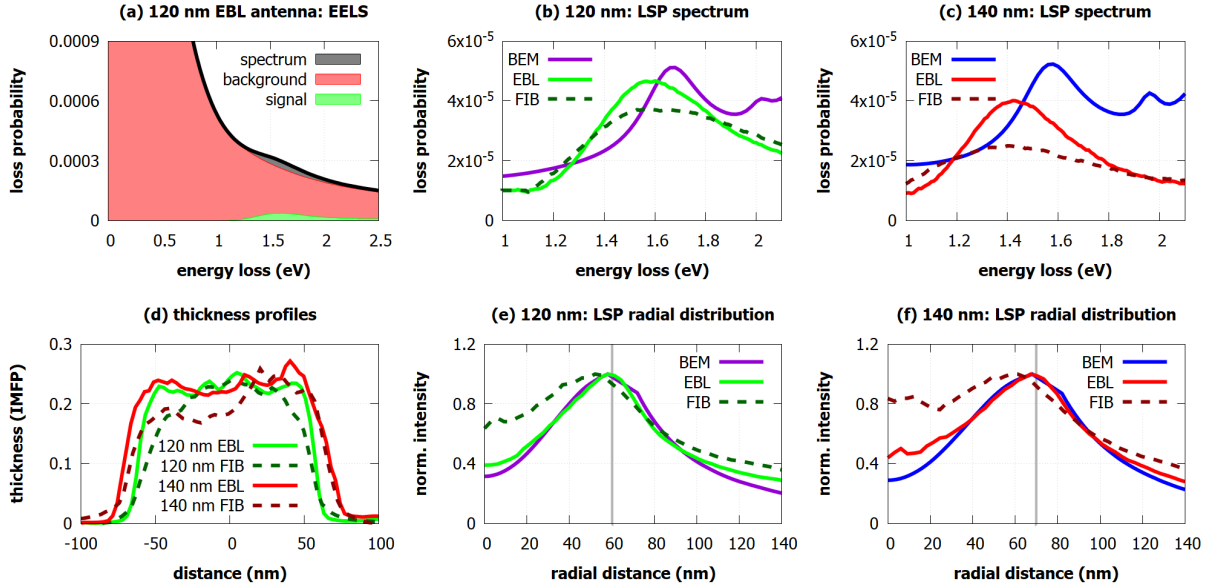 (a) 120 nm EBL antenna: EELS
loss probability
0.0009
0.0006
0.0003
0
spectrum
background
signal
0 0.5 1 1.5 2 2.5
energy loss (eV)
(b) 120 nm: LSP spectrum
loss probability
6x10-5
4x10-5
2x10-5
0
BEM
EBL
FIB
1 1.2 1.4 1.6 1.8 2
energy loss (eV)
(c) 140 nm: LSP spectrum
loss probability
6x10-5
4x10-5
2x10-5
0
BEM
EBL
FIB
1 1.2 1.4 1.6 1.8 2
energy loss (eV)
(d) thickness profiles
thickness (IMFP)
0.3
0.2
0.1
0
120 nm EBL
120 nm FIB
140 nm EBL
140 nm FIB
-100 -50 0 50 100
distance (nm)
(e) 120 nm: LSP radial distribution
norm. intensity
1.2
0.8
0.4
0
BEM
EBL
FIB
0 20 40 60 80 100 120 140
radial distance (nm)
(f) 140 nm: LSP radial distribution
norm. intensity
1.2
0.8
0.4
0
BEM
EBL
FIB
0 20 40 60 80 100 120 140
radial distance (nm)